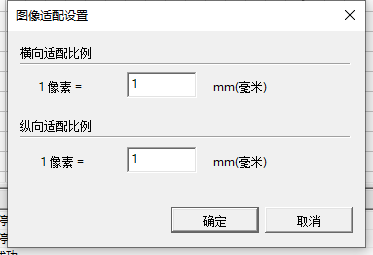 图像适配设置
横向适配比例
1 像素 = 1 mm(毫米)
纵向适配比例
1 像素 = 1 mm(毫米)
确定 取消